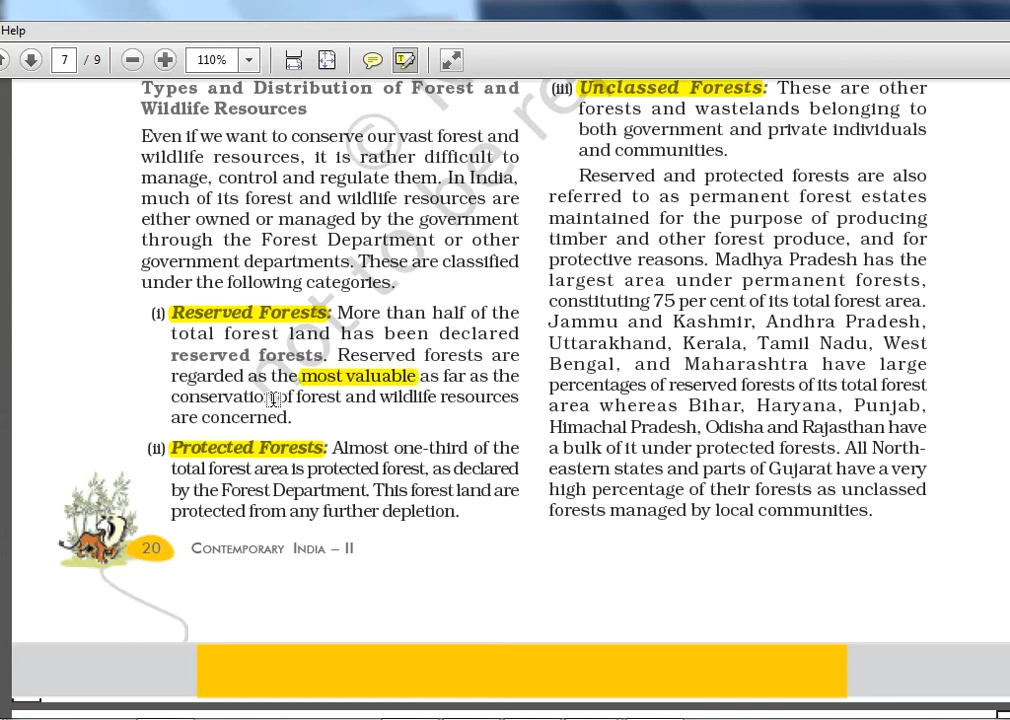 Help
7 / 9 110%
Types and Distribution of Forest and
Wildlife Resources
Even if we want to conserve our vast forest and
wildlife resources, it is rather difficult to
manage, control and regulate them. In India,
much of its forest and wildlife resources are
either owned or managed by the government
through the Forest Department or other
government departments. These are classified
under the following categories.
(i) Reserved Forests: More than half of the
total forest land has been declared
reserved forests. Reserved forests are
regarded as the most valuable as far as the
conservation of forest and wildlife resources
are concerned.
(ii) Protected Forests: Almost one-third of the
total forest area is protected forest, as declared
by the Forest Department. This forest land are
protected from any further depletion.
20 CONTEMPORARY INDIA – II
(iii) Unclassed Forests: These are other
forests and wastelands belonging to
both government and private individuals
and communities.
Reserved and protected forests are also
referred to as permanent forest estates
maintained for the purpose of producing
timber and other forest produce, and for
protective reasons. Madhya Pradesh has the
largest area under permanent forests,
constituting 75 per cent of its total forest area.
Jammu and Kashmir, Andhra Pradesh,
Uttarakhand, Kerala, Tamil Nadu, West
Bengal, and Maharashtra have large
percentages of reserved forests of its total forest
area whereas Bihar, Haryana, Punjab,
Himachal Pradesh, Odisha and Rajasthan have
a bulk of it under protected forests. All North-
eastern states and parts of Gujarat have a very
high percentage of their forests as unclassed
forests managed by local communities.
©
not to be re